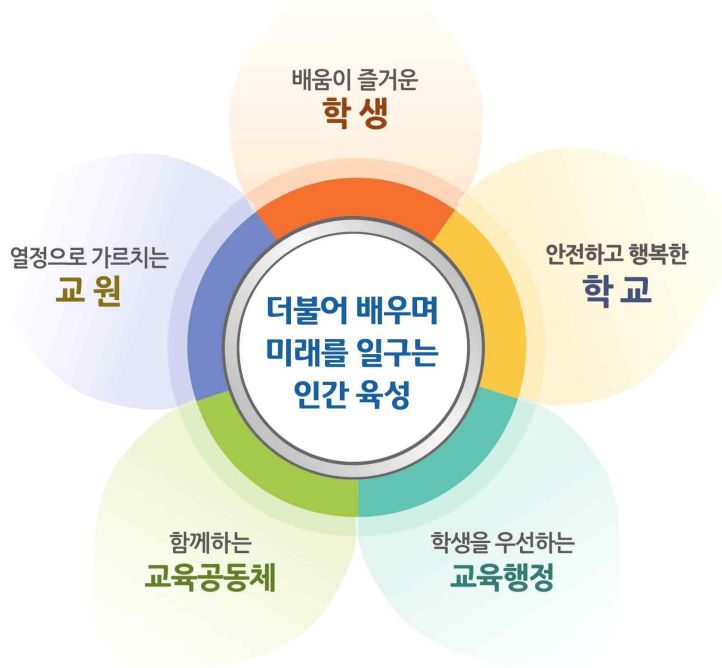 배움이 즐거운
학생
열정으로 가르치는
교원
안전하고 행복한
학교
더불어 배우며
미래를 일구는
인간 육성
함께하는
교육공동체
학생을 우선하는
교육행정